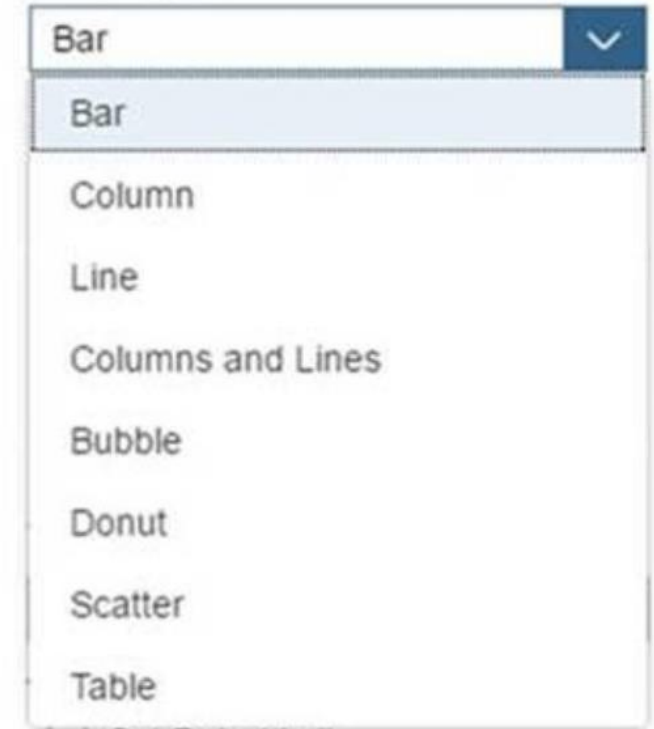 Bar
Bar
Column
Line
Columns and Lines
Bubble
Donut
Scatter
Table